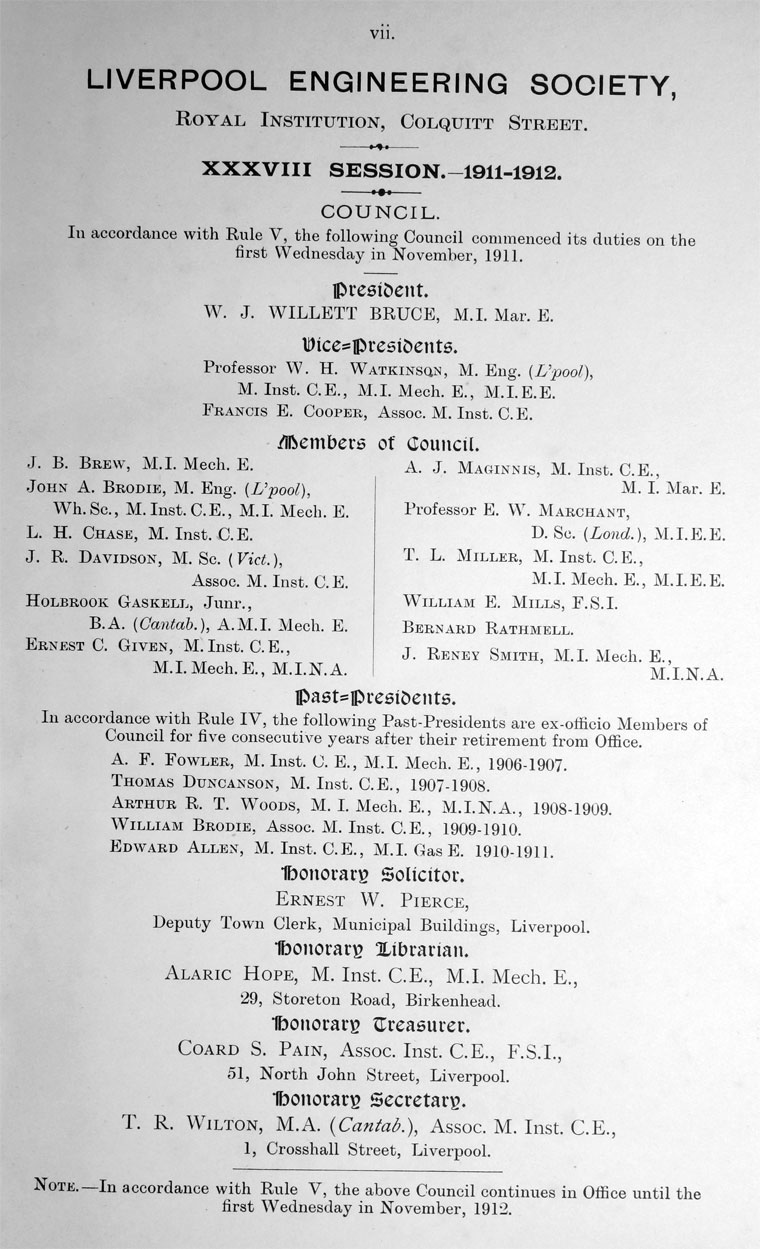 vii.
LIVERPOOL ENGINEERING SOCIETY,
ROYAL INSTITUTION, COLQUITT STREET.
XXXVIII SESSION.—1911-1912.
COUNCIL.
In accordance with Rule V, the following Council commenced its duties on the
first Wednesday in November, 1911.
President.
W. J. WILLETT BRUCE, M.I. Mar. E.
Vice=Presidents.
Professor W. H. WATKINSON, M. Eng. (L'pool),
M. Inst. C.E., M.I. Mech. E., M.I.E.E.
FRANCIS E. COOPER, Assoc. M. Inst. C.E.
Members of Council.
J. B. BREW, M.I. Mech. E.
JOHN A. BRODIE, M. Eng. (L'pool),
Wh. Sc., M. Inst. C.E., M.I. Mech. E.
L. H. CHASE, M. Inst. C.E.
J. R. DAVIDSON, M. Sc. (Vict.),
Assoc. M. Inst. C.E.
HOLBROOK GASKELL, Junr.,
B.A. (Cantab.), A.M.I. Mech. E.
ERNEST C. GIVEN, M. Inst. C.E.,
M.I. Mech. E., M.I.N.A.
A. J. MAGINNIS, M. Inst. C.E.,
M. I. Mar. E.
Professor E. W. MARCHANT,
D. Sc. (Lond.), M.I.E.E.
T. L. MILLER, M. Inst. C.E.,
M.I. Mech. E., M.I.E.E.
WILLIAM E. MILLS, F.S.I.
BERNARD RATHMELL.
J. RENEY SMITH, M.I. Mech. E.,
M.I.N.A.
Past=Presidents.
In accordance with Rule IV, the following Past-Presidents are ex-officio Members of
Council for five consecutive years after their retirement from Office.
A. F. FOWLER, M. Inst. C. E., M.I. Mech. E., 1906-1907.
THOMAS DUNCANSON, M. Inst. C.E., 1907-1908.
ARTHUR R. T. WOODS, M. I. Mech. E., M.I.N.A., 1908-1909.
WILLIAM BRODIE, Assoc. M. Inst. C.E., 1909-1910.
EDWARD ALLEN, M. Inst. C.E., M.I. Gas E. 1910-1911.
Honorary Solicitor.
ERNEST W. PIERCE,
Deputy Town Clerk, Municipal Buildings, Liverpool.
Honorary Librarian.
ALARIC HOPE, M. Inst. C.E., M.I. Mech. E.,
29, Storeton Road, Birkenhead.
Honorary Treasurer.
COARD S. PAIN, Assoc. Inst. C.E., F.S.I.,
51, North John Street, Liverpool.
Honorary Secretary.
T. R. WILTON, M.A. (Cantab.), Assoc. M. Inst. C.E.,
1, Crosshall Street, Liverpool.
NOTE.—In accordance with Rule V, the above Council continues in Office until the
first Wednesday in November, 1912.